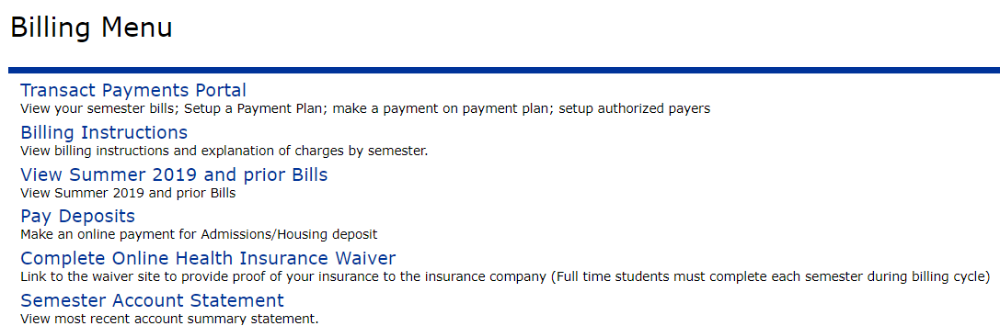 Billing Menu
Transact Payments Portal
View your semester bills; Setup a Payment Plan; make a payment on payment plan; setup authorized payers
Billing Instructions
View billing instructions and explanation of charges by semester.
View Summer 2019 and prior Bills
View Summer 2019 and prior Bills
Pay Deposits
Make an online payment for Admissions/Housing deposit
Complete Online Health Insurance Waiver
Link to the waiver site to provide proof of your insurance to the insurance company (Full time students must complete each semester during billing cycle)
Semester Account Statement
View most recent account summary statement.